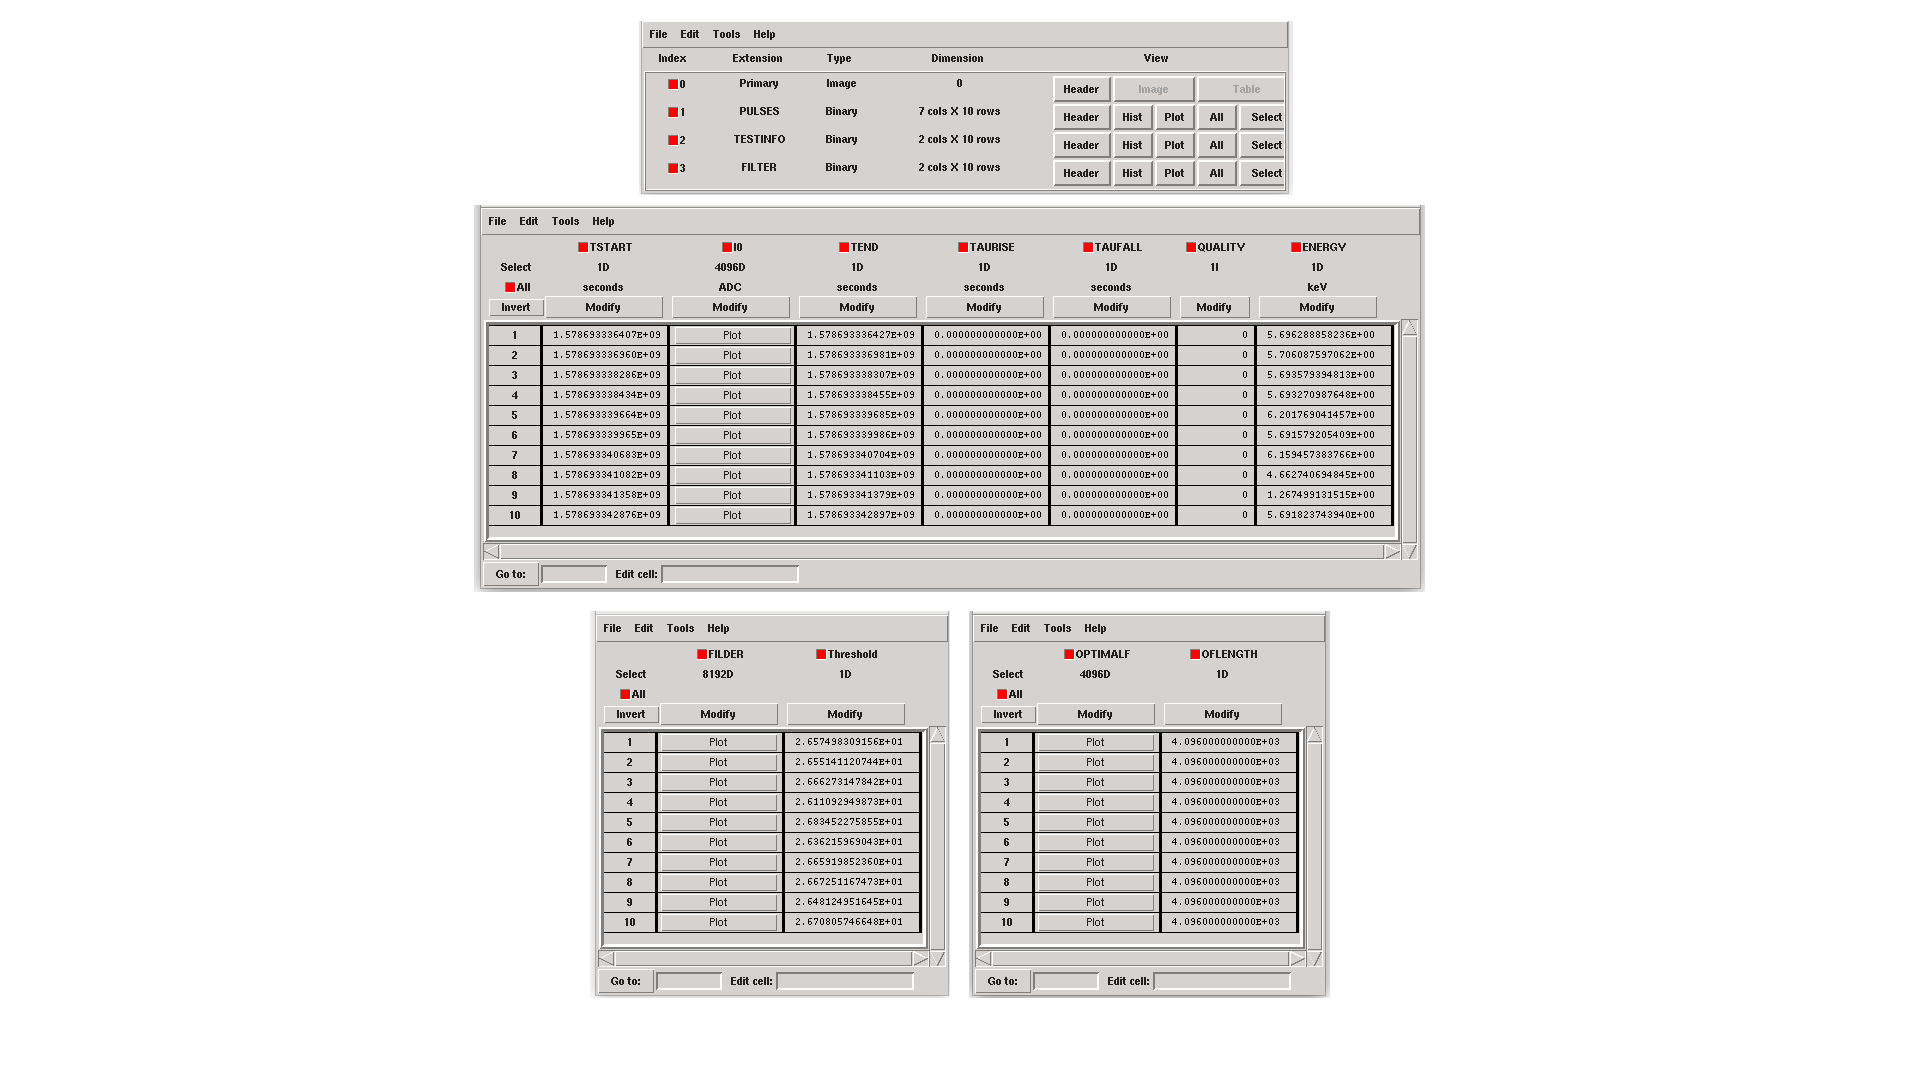 File Edit Tools Help
Index Extension Type Dimension View
0 Primary Image 0 Header Image Table
1 PULSES Binary 7 cols X 10 rows Header Hist Plot All Select
2 TESTINFO Binary 2 cols X 10 rows Header Hist Plot All Select
3 FILTER Binary 2 cols X 10 rows Header Hist Plot All Select
File Edit Tools Help
TSTART I0 TEND TAURISE TAUFALL QUALITY ENERGY
Select 1D 4096D 1D 1D 1D 1I 1D
All seconds ADC seconds seconds seconds keV
Invert Modify Modify Modify Modify Modify Modify Modify
1 1.578693336407E+09 Plot 1.578693336427E+09 0.000000000000E+00 0.000000000000E+00 0 5.696288858236E+00
2 1.578693336960E+09 Plot 1.578693336981E+09 0.000000000000E+00 0.000000000000E+00 0 5.706087597062E+00
3 1.578693338286E+09 Plot 1.578693338307E+09 0.000000000000E+00 0.000000000000E+00 0 5.693579394813E+00
4 1.578693338434E+09 Plot 1.578693338455E+09 0.000000000000E+00 0.000000000000E+00 0 5.693270987648E+00
5 1.578693339664E+09 Plot 1.578693339685E+09 0.000000000000E+00 0.000000000000E+00 0 6.201769041457E+00
6 1.578693339965E+09 Plot 1.578693339986E+09 0.000000000000E+00 0.000000000000E+00 0 5.691579205409E+00
7 1.578693340683E+09 Plot 1.578693340704E+09 0.000000000000E+00 0.000000000000E+00 0 6.159457383766E+00
8 1.578693341082E+09 Plot 1.578693341103E+09 0.000000000000E+00 0.000000000000E+00 0 4.662740694845E+00
9 1.578693341358E+09 Plot 1.578693341379E+09 0.000000000000E+00 0.000000000000E+00 0 1.267499131515E+00
10 1.578693342876E+09 Plot 1.578693342897E+09 0.000000000000E+00 0.000000000000E+00 0 5.691823743940E+00
Go to: Edit cell:
File Edit Tools Help
FILDER Threshold
Select 8192D 1D
All
Invert Modify Modify
1 Plot 2.657498309156E+01
2 Plot 2.655141120744E+01
3 Plot 2.666273147842E+01
4 Plot 2.611092949873E+01
5 Plot 2.683452275855E+01
6 Plot 2.636215969043E+01
7 Plot 2.665919852360E+01
8 Plot 2.667251167473E+01
9 Plot 2.648124951645E+01
10 Plot 2.670805746648E+01
Go to: Edit cell:
File Edit Tools Help
OPTIMALF OFLENGTH
Select 4096D 1D
All
Invert Modify Modify
1 Plot 4.096000000000E+03
2 Plot 4.096000000000E+03
3 Plot 4.096000000000E+03
4 Plot 4.096000000000E+03
5 Plot 4.096000000000E+03
6 Plot 4.096000000000E+03
7 Plot 4.096000000000E+03
8 Plot 4.096000000000E+03
9 Plot 4.096000000000E+03
10 Plot 4.096000000000E+03
Go to: Edit cell: